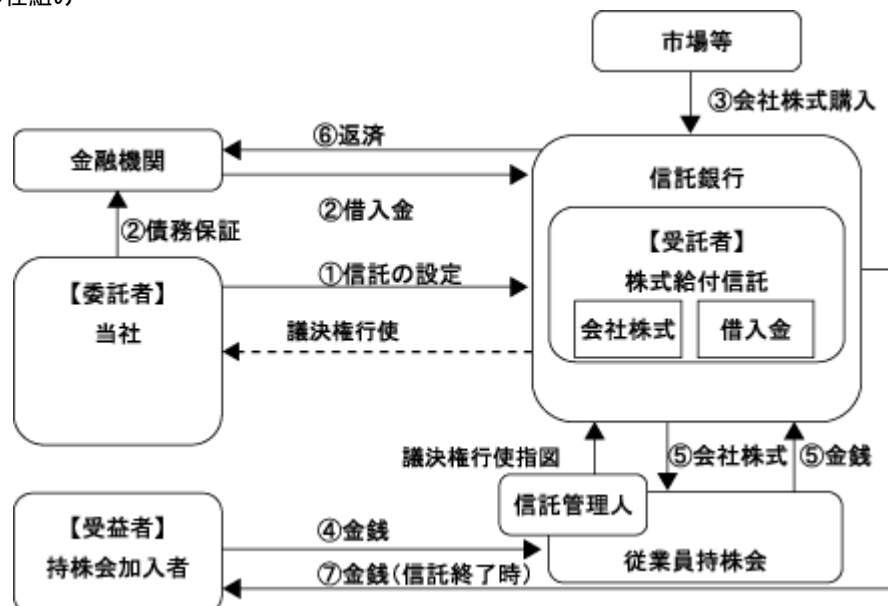 市場等
③会社株式購入
⑥返済
金融機関
信託銀行
②借入金
②債務保証
【受託者】
株式給付信託
①信託の設定
【委託者】
当社
会社株式
借入金
議決権行使
議決権行使指図
⑤会社株式
⑤金銭
信託管理人
【受益者】
持株会加入者
④金銭
従業員持株会
⑦金銭(信託終了時)